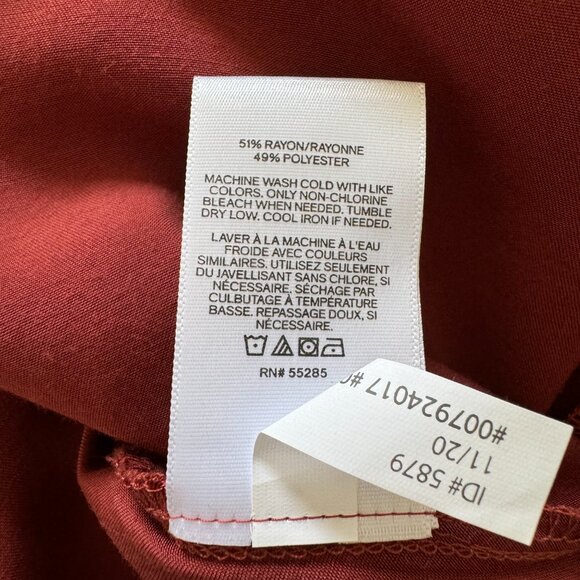 51% RAYON/RAYONNE
49% POLYESTER
MACHINE WASH COLD WITH LIKE
COLORS. ONLY NON-CHLORINE
BLEACH WHEN NEEDED. TUMBLE
DRY LOW. COOL IRON IF NEEDED.
LAVER À LA MACHINE À L'EAU
FROIDE AVEC COULEURS
SIMILAIRES. UTILISEZ SEULEMENT
DU JAVELLISANT SANS CHLORE, SI
NÉCESSAIRE. SÉCHAGE PAR
CULBUTAGE À TEMPÉRATURE
BASSE. REPASSAGE DOUX, SI
NÉCESSAIRE.
RN# 55285
ID# 5879
11/20
#007924017